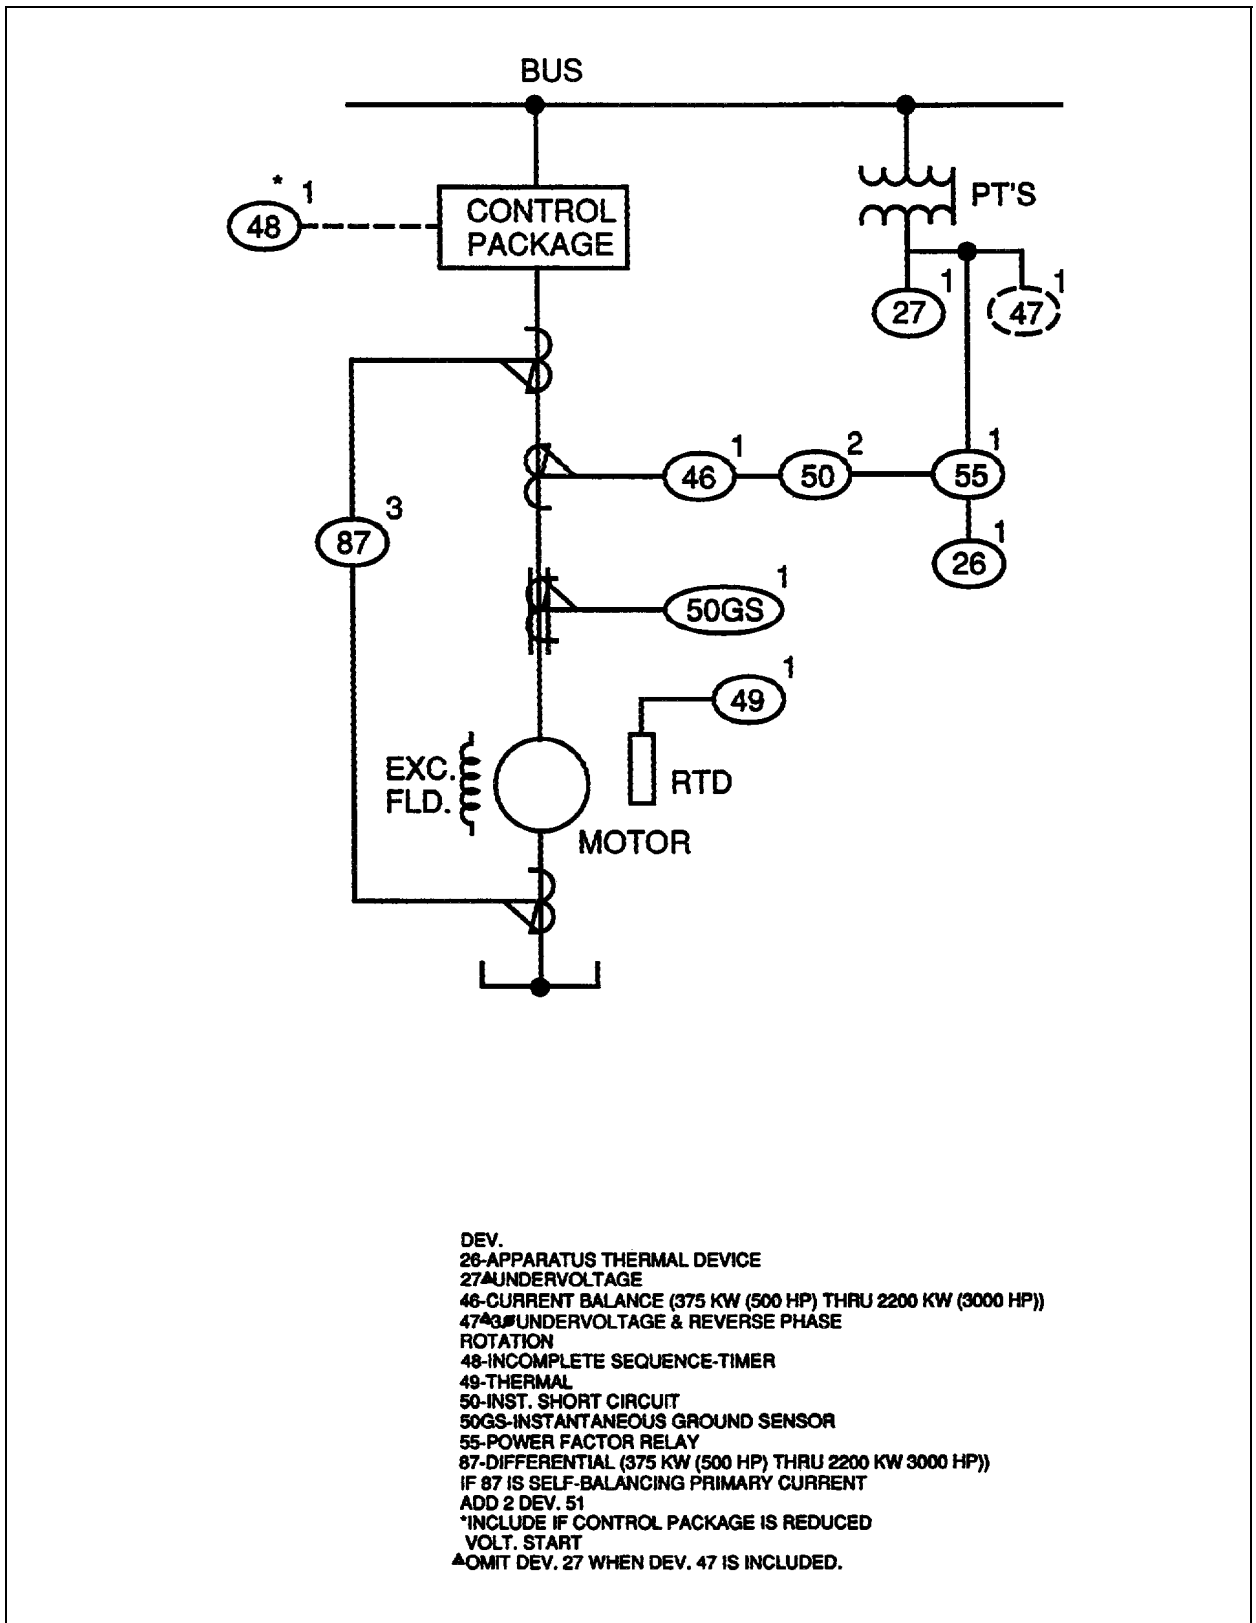 BUS
* 1
48
CONTROL
PACKAGE
PT'S
27 1
47 1
46 1
50 2
55 1
87 3
26 1
50GS 1
49 1
EXC.
FLD.
RTD
MOTOR
DEV.
26-APPARATUS THERMAL DEVICE
27△UNDERVOLTAGE
46-CURRENT BALANCE (375 KW (500 HP) THRU 2200 KW (3000 HP))
47△3ø UNDERVOLTAGE & REVERSE PHASE
ROTATION
48-INCOMPLETE SEQUENCE-TIMER
49-THERMAL
50-INST. SHORT CIRCUIT
50GS-INSTANTANEOUS GROUND SENSOR
55-POWER FACTOR RELAY
87-DIFFERENTIAL (375 KW (500 HP) THRU 2200 KW 3000 HP))
IF 87 IS SELF-BALANCING PRIMARY CURRENT
ADD 2 DEV. 51
*INCLUDE IF CONTROL PACKAGE IS REDUCED
VOLT. START
△OMIT DEV. 27 WHEN DEV. 47 IS INCLUDED.